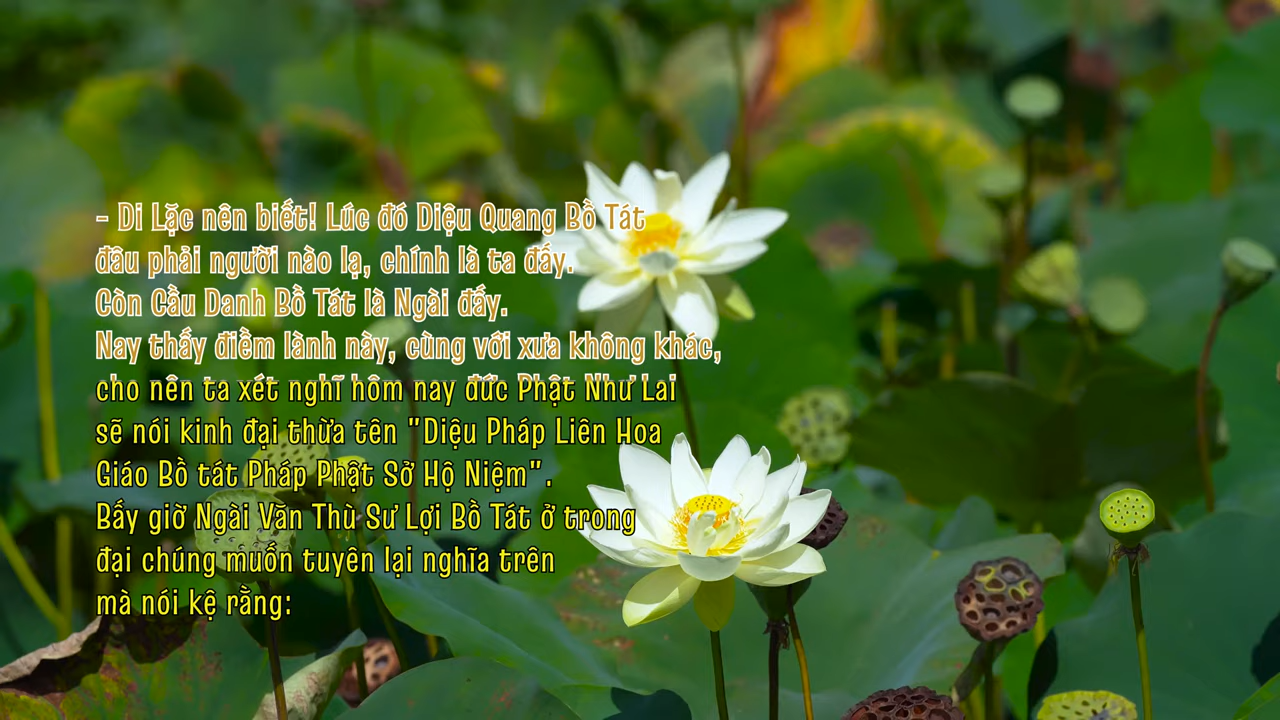 - Di Lặc nên biết! Lúc đó Diệu Quang Bồ Tát
đâu phải người nào lạ, chính là ta đấy.
Còn Cầu Danh Bồ Tát là Ngài đấy.
Nay thấy điềm lành này, cùng với xưa không khác,
cho nên ta xét nghĩ hôm nay đức Phật Như Lai
sẽ nói kinh đại thừa tên "Diệu Pháp Liên Hoa
Giáo Bồ tát Pháp Phật Sở Hộ Niệm".
Bấy giờ Ngài Văn Thù Sư Lợi Bồ Tát ở trong
đại chúng muốn tuyên lại nghĩa trên
mà nói kệ rằng: